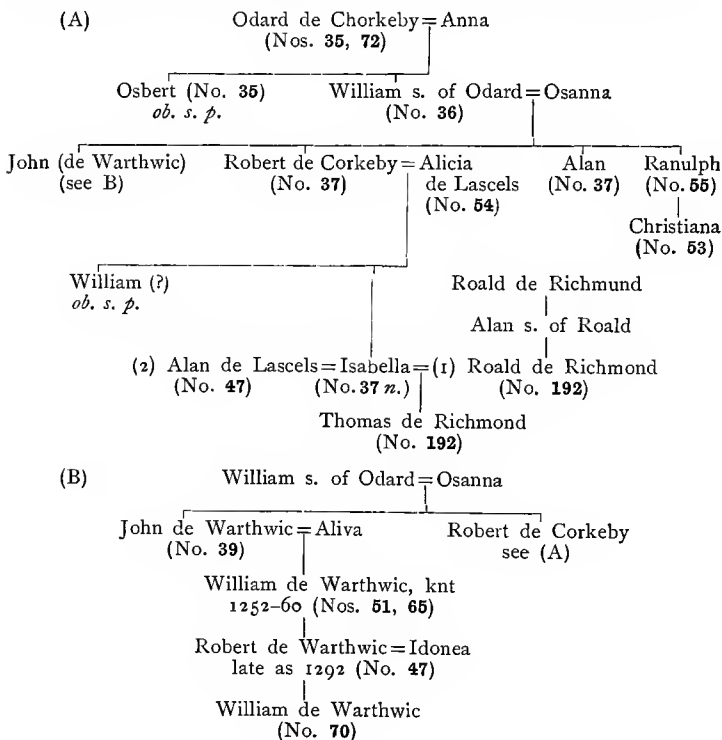 (A) Odard de Chorkeby = Anna
(Nos. 35, 72)
Osbert (No. 35) William s. of Odard = Osanna
ob. s. p. (No. 36)
John (de Warthwic) Robert de Corkeby = Alicia Alan Ranulph
(see B) (No. 37) de Lascels (No. 37) (No. 55)
(No. 54) Christiana
(No. 53)
William (?) Roald de Richmund
ob. s. p.
Alan s. of Roald
(2) Alan de Lascels = Isabella = (1) Roald de Richmond
(No. 47) (No. 37 n.) (No. 192)
Thomas de Richmond
(No. 192)
(B) William s. of Odard = Osanna
John de Warthwic = Aliva Robert de Corkeby
(No. 39) see (A)
William de Warthwic, knt
1252–60 (Nos. 51, 65)
Robert de Warthwic = Idonea
late as 1292 (No. 47)
William de Warthwic
(No. 70)